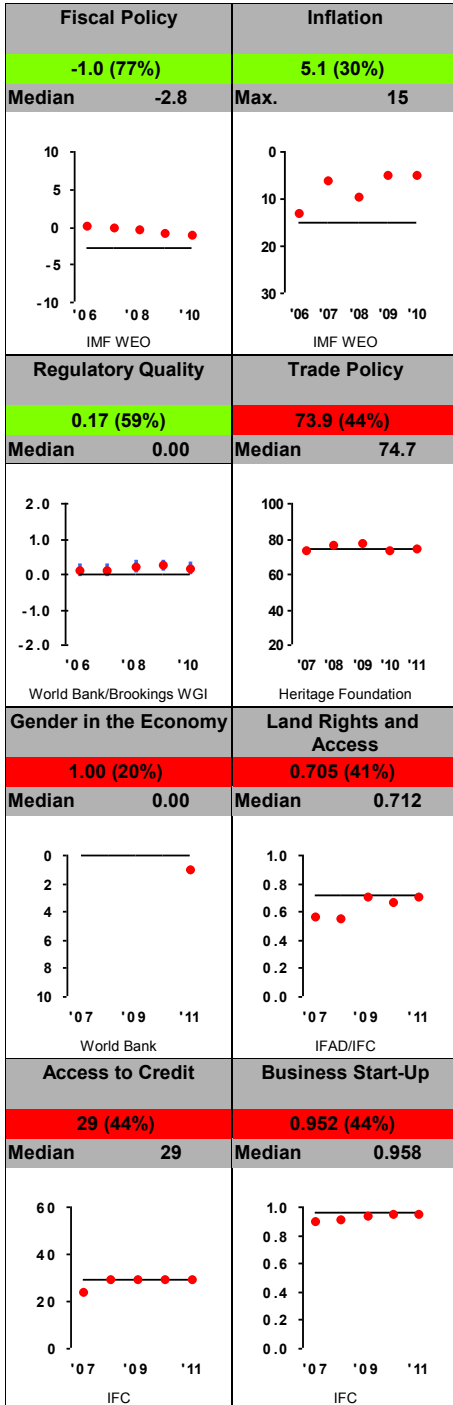 Fiscal Policy
-1.0 (77%)
Median -2.8
10
5
0
-5
-10
'06 '08 '10
IMF WEO
Inflation
5.1 (30%)
Max. 15
0
10
20
30
'06 '07 '08 '09 '10
IMF WEO
Regulatory Quality
0.17 (59%)
Median 0.00
2.0
1.0
0.0
-1.0
-2.0
'06 '08 '10
World Bank/Brookings WGI
Trade Policy
73.9 (44%)
Median 74.7
100
80
60
40
20
'07 '08 '09 '10 '11
Heritage Foundation
Gender in the Economy
1.00 (20%)
Median 0.00
0
2
4
6
8
10
'07 '09 '11
World Bank
Land Rights and
Access
0.705 (41%)
Median 0.712
1.0
0.8
0.6
0.4
0.2
0.0
'07 '09 '11
IFAD/IFC
Access to Credit
29 (44%)
Median 29
60
40
20
0
'07 '09 '11
IFC
Business Start-Up
0.952 (44%)
Median 0.958
1.0
0.8
0.6
0.4
0.2
0.0
'07 '09 '11
IFC